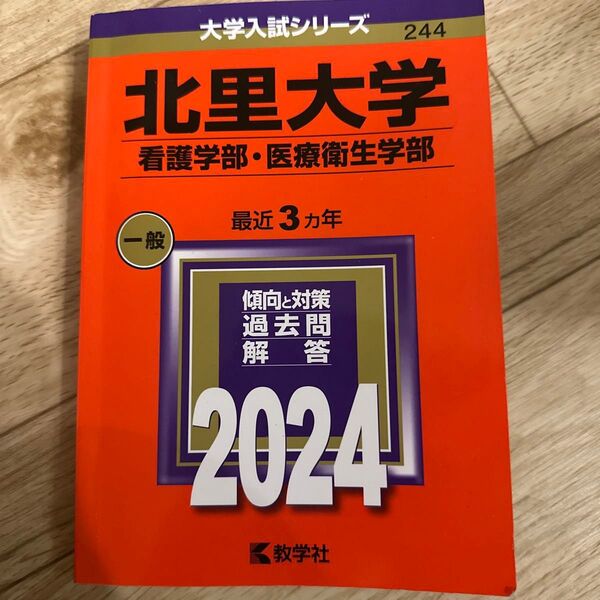 大学入試シリーズ
244
北里大学
看護学部・医療衛生学部
最近3カ年
一般
傾向と対策
過去問
解答
2024
教学社